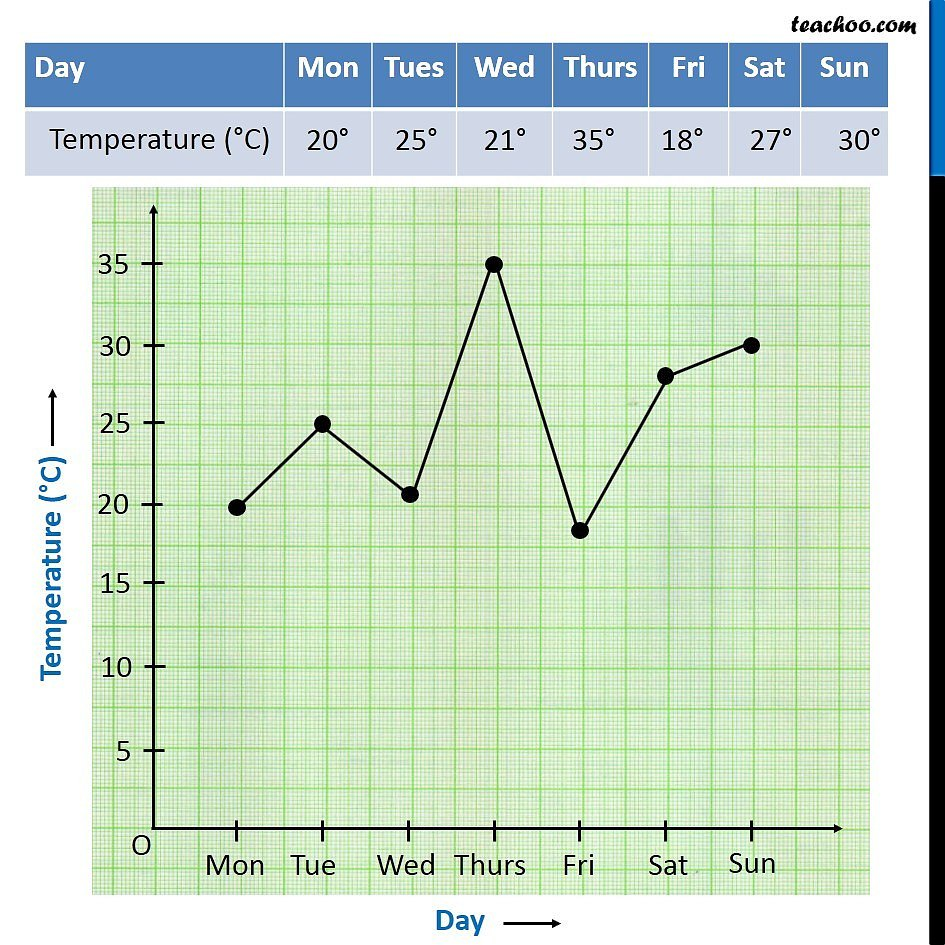 teachoo.com
Day Mon Tues Wed Thurs Fri Sat Sun
Temperature (°C) 20° 25° 21° 35° 18° 27° 30°
35
30
25
20
15
10
5
O
Temperature (°C)
Mon Tue Wed Thurs Fri Sat Sun
Day